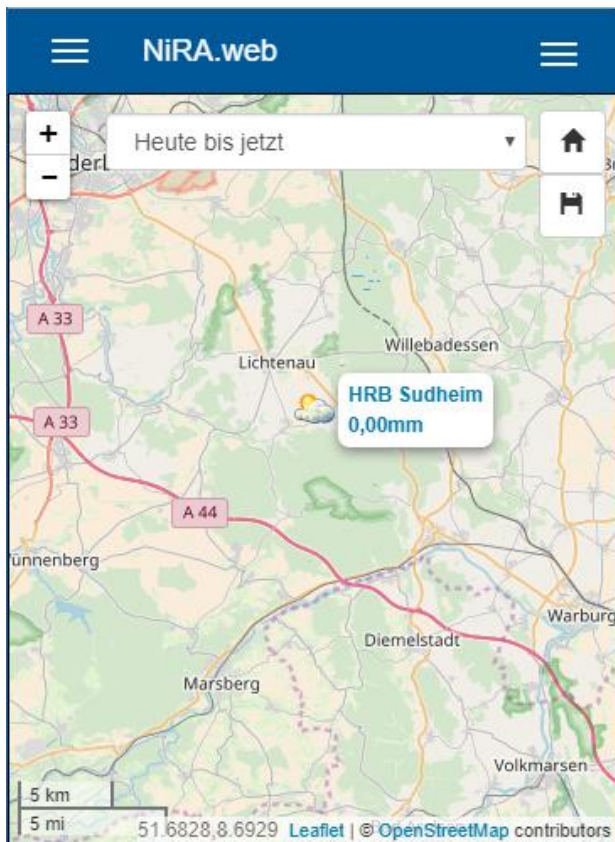 NiRA.web
+
Heute bis jetzt
−
A 33
Willebadessen
Lichtenau
HRB Sudheim
0,00mm
A 33
A 44
Warburg
Diemelstadt
Marsberg
Volkmarsen
5 km
5 mi
51.6828,8.6929 Leaflet | © OpenStreetMap contributors